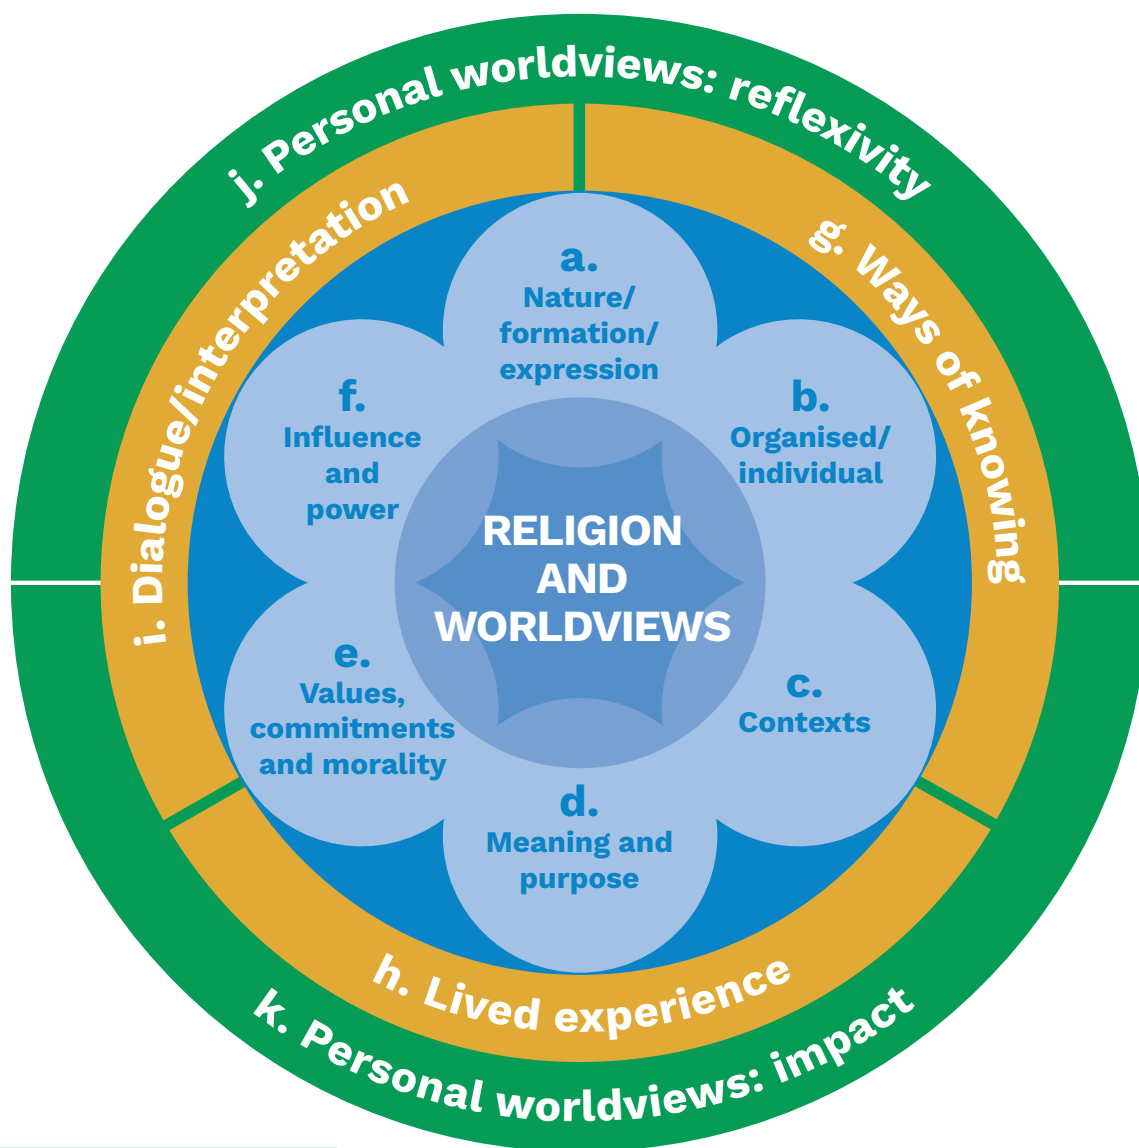 j. Personal worldviews: reflexivity
i. Dialogue/interpretation
g. Ways of knowing
a.
Nature/
formation/
expression
f.
Influence
and
power
b.
Organised/
individual
RELIGION
AND
WORLDVIEWS
e.
Values,
commitments
and morality
c.
Contexts
d.
Meaning and
purpose
h. Lived experience
k. Personal worldviews: impact